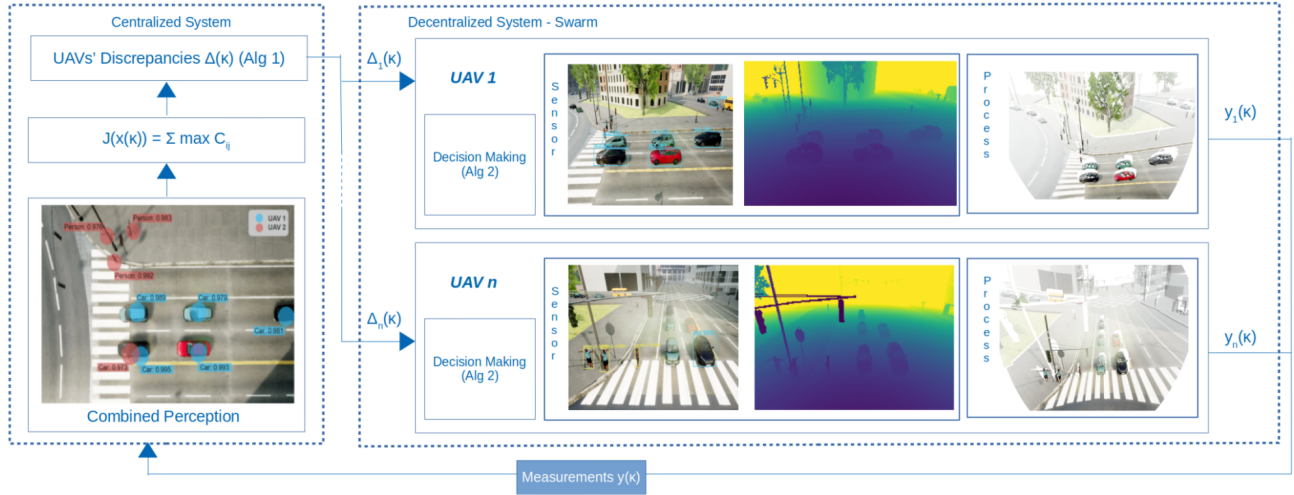 Centralized System
UAVs' Discrepancies Δ(κ) (Alg 1)
J(x(κ)) = Σ max Cij
Person: 0.983
Person: 0.976
UAV 1
UAV 2
Person: 0.992
Car: 0.989
Car: 0.979
Car: 0.981
Car: 0.973
Car: 0.995
Car: 0.993
Combined Perception
Δ1(κ)
Δn(κ)
Decentralized System - Swarm
UAV 1
Decision Making
(Alg 2)
Sensor
Process
y1(κ)
UAV n
Decision Making
(Alg 2)
Sensor
Process
yn(κ)
Measurements y(κ)